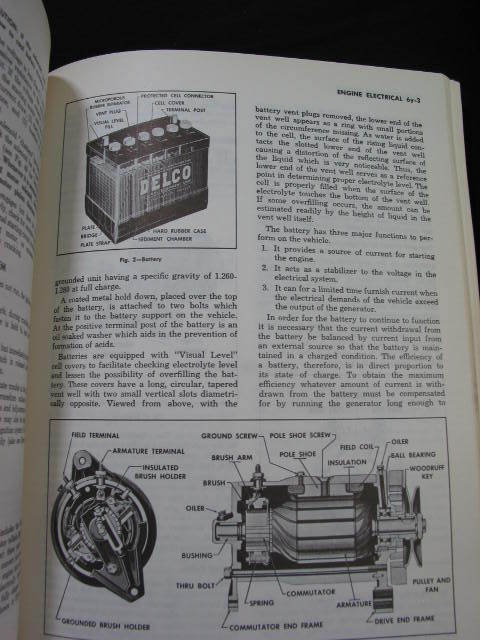 ENGINE ELECTRICAL 6y-3
MICROPOROUS
RUBBER SEPARATOR
PROTECTED CELL CONNECTOR
CELL COVER
TERMINAL POST
VENT PLUG
VISUAL LEVEL
FILL
DELCO
PLATE
BRIDGE
PLATE STRAP
HARD RUBBER CASE
SEDIMENT CHAMBER
Fig. 2—Battery
grounded unit having a specific gravity of 1.260-
1.280 at full charge.
A coated metal hold down, placed over the top
of the battery, is attached to two bolts which
fasten it to the battery support on the vehicle.
At the positive terminal post of the battery is an
oil soaked washer which aids in the prevention of
formation of acids.
Batteries are equipped with "Visual Level"
cell covers to facilitate checking electrolyte level
and lessen the possibility of overfilling the bat-
tery. These covers have a long, circular, tapered
vent well with two small vertical slots diametri-
cally opposite. Viewed from above, with the
battery vent plugs removed, the lower end of the
vent well appears as a ring with small portions
of the circumference missing. As water is added
to the cell, the surface of the rising liquid con-
tacts the slotted lower end of the vent well
causing a distortion of the reflecting surface of
the liquid which is very noticeable. Thus, the
lower end of the vent well serves as a reference
point in determining proper electrolyte level. The
cell is properly filled when the surface of the
electrolyte touches the bottom of the vent well.
If some overfilling occurs, the amount can be
estimated readily by the height of liquid in the
vent well itself.
The battery has three major functions to per-
form on the vehicle.
1. It provides a source of current for starting
the engine.
2. It acts as a stabilizer to the voltage in the
electrical system.
3. It can for a limited time furnish current when
the electrical demands of the vehicle exceed
the output of the generator.
In order for the battery to continue to function
it is necessary that the current withdrawal from
the battery be balanced by current input from
an external source so that the battery is main-
tained in a charged condition. The efficiency of
a battery, therefore, is in direct proportion to
its state of charge. To obtain the maximum
efficiency whatever amount of current is with-
drawn from the battery must be compensated
for by running the generator long enough to
FIELD TERMINAL
ARMATURE TERMINAL
INSULATED
BRUSH HOLDER
GROUNDED BRUSH HOLDER
GROUND SCREW
POLE SHOE SCREW
POLE SHOE
FIELD COIL
INSULATION
OILER
BALL BEARING
WOODRUFF
KEY
BRUSH ARM
BRUSH
OILER
BUSHING
THRU BOLT
SPRING
COMMUTATOR
COMMUTATOR END FRAME
ARMATURE
DRIVE END FRAME
PULLEY AND
FAN